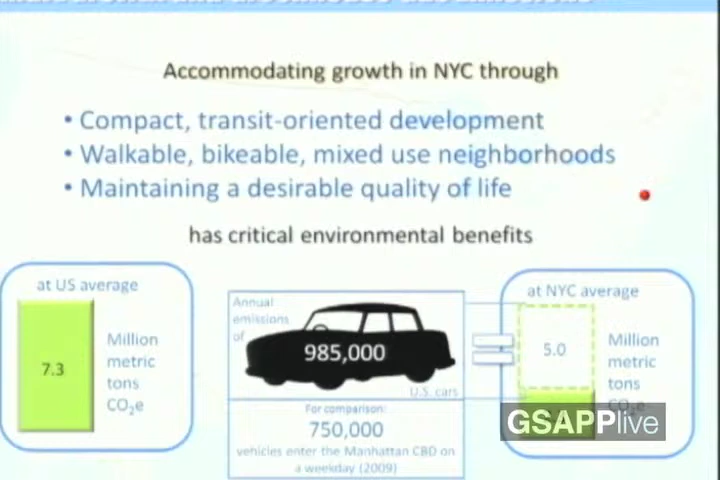 Accommodating growth in NYC through
• Compact, transit-oriented development
• Walkable, bikeable, mixed use neighborhoods
• Maintaining a desirable quality of life
has critical environmental benefits
at US average
7.3
Million
metric
tons
CO₂e
Annual
emissions
of
985,000
U.S. cars
For comparison:
750,000
vehicles enter the Manhattan CBD on
a weekday (2009)
at NYC average
5.0
Million
metric
tons
CO₂e
GSAPPlive